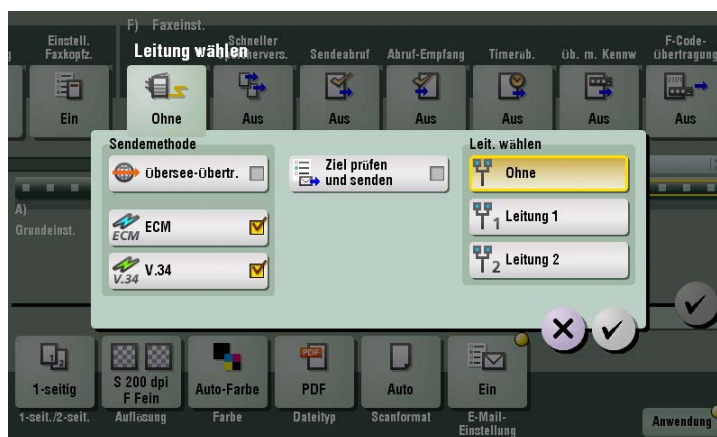 F) Faxeinst.
Einstell.
Faxkopfz.
Leitung wählen
Schneller
Sendeabruf
Abruf-Empfang
Timerüb.
Üb. m. Kennw
F-Code-
Übertragung
Ein
Ohne
Aus
Aus
Aus
Aus
Aus
Aus
Sendemethode
Übersee-Übertr.
ECM
ECM
V.34
V.34
Ziel prüfen
und senden
Leit. wählen
Ohne
1 Leitung 1
2 Leitung 2
A)
Grundeinst.
1-seitig
S 200 dpi
F Fein
Auto-Farbe
PDF
PDF
Auto
Ein
1-seit./2-seit.
Auflösung
Farbe
Dateityp
Scanformat
E-Mail-
Einstellung
Anwendung